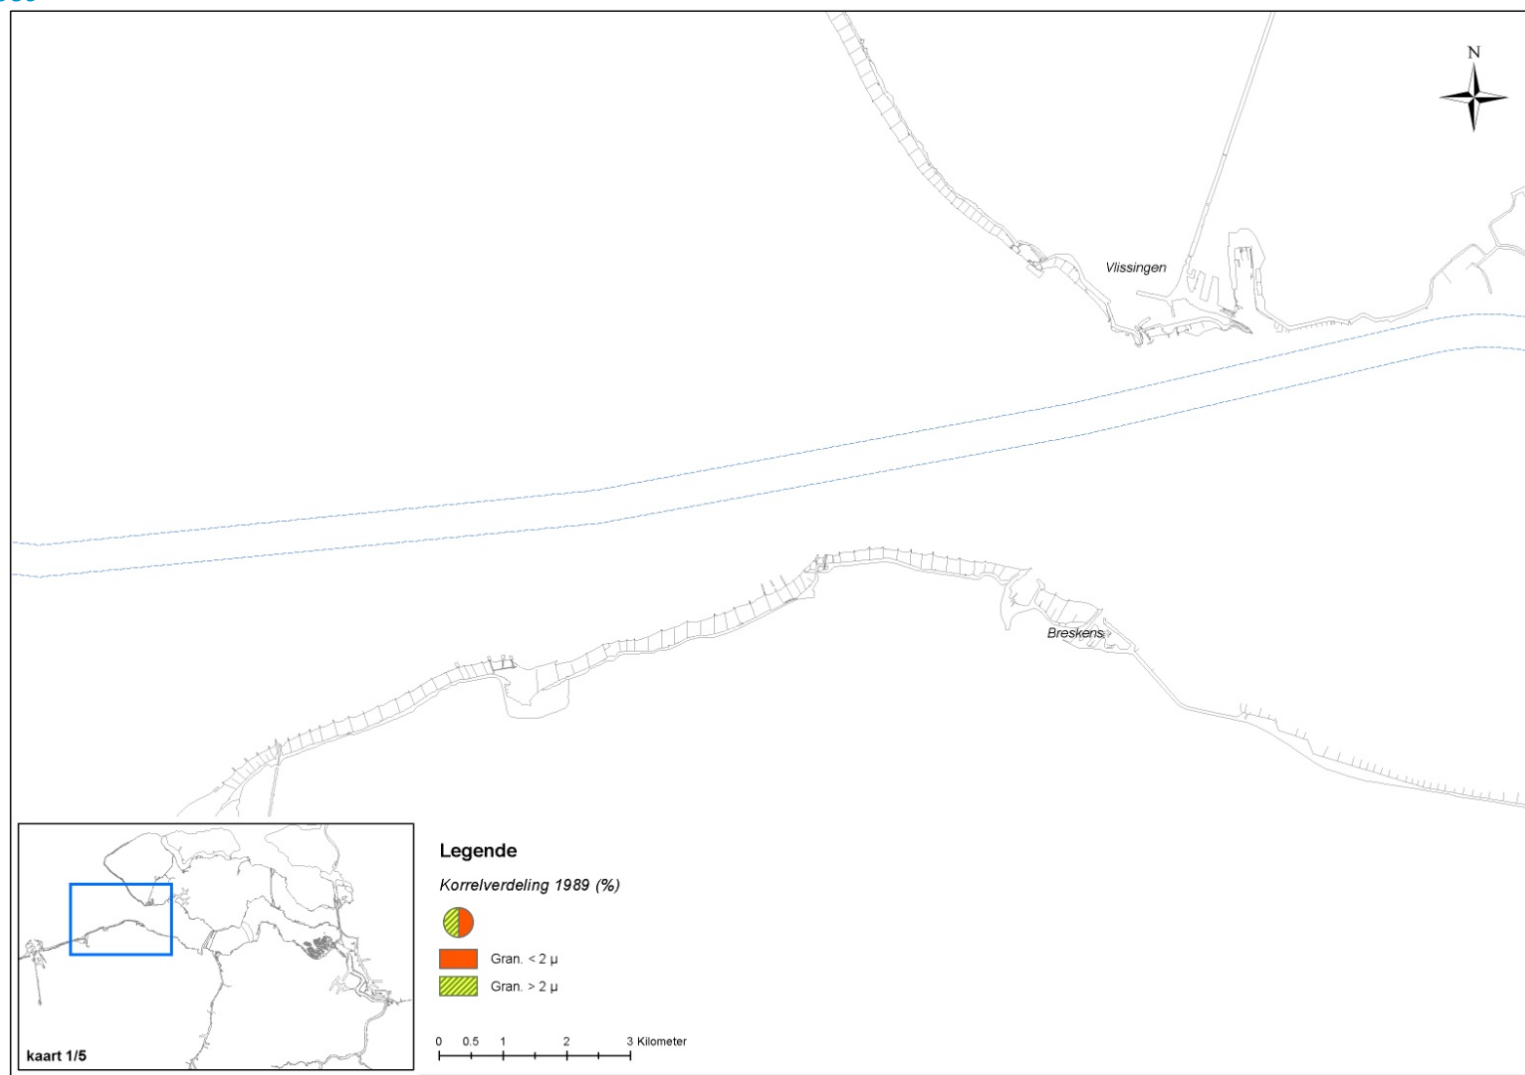 N
Vlissingen
Breskens
Legende
Korrelverdeling 1989 (%)
Gran. < 2 µ
Gran. > 2 µ
0 0.5 1 2 3 Kilometer
kaart 1/5